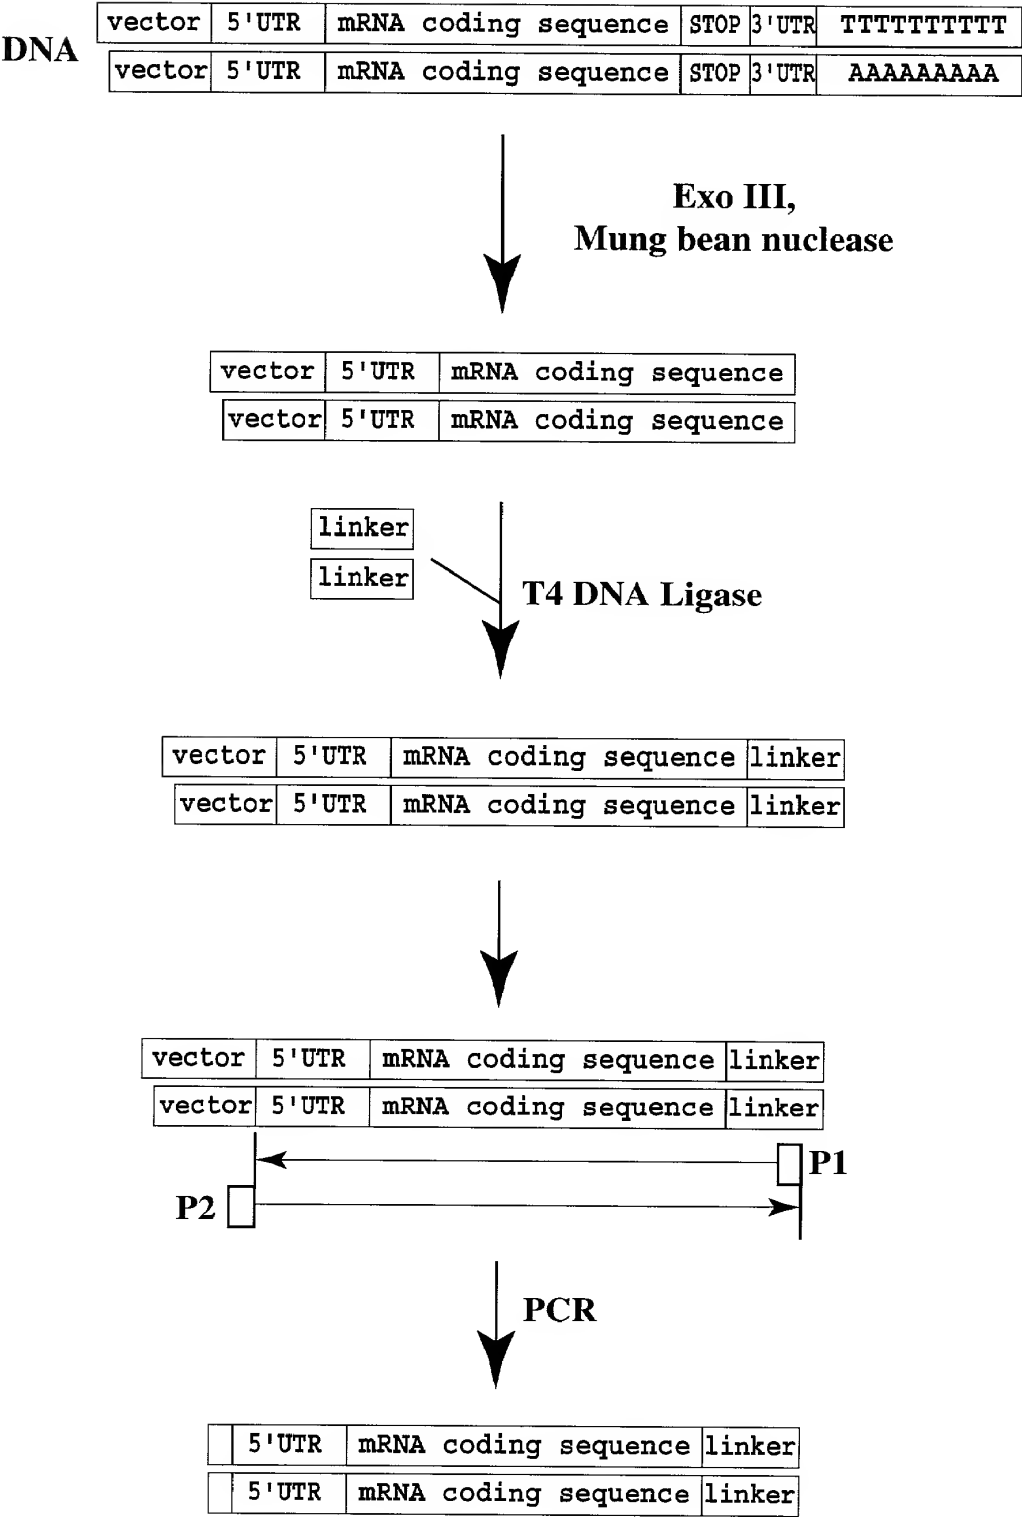 vector 5'UTR mRNA coding sequence STOP 3'UTR TTTTTTTTTT
DNA
vector 5'UTR mRNA coding sequence STOP 3'UTR AAAAAAAAA
Exo III,
Mung bean nuclease
vector 5'UTR mRNA coding sequence
vector 5'UTR mRNA coding sequence
linker
linker
T4 DNA Ligase
vector 5'UTR mRNA coding sequence linker
vector 5'UTR mRNA coding sequence linker
vector 5'UTR mRNA coding sequence linker
vector 5'UTR mRNA coding sequence linker
P1
P2
PCR
5'UTR mRNA coding sequence linker
5'UTR mRNA coding sequence linker